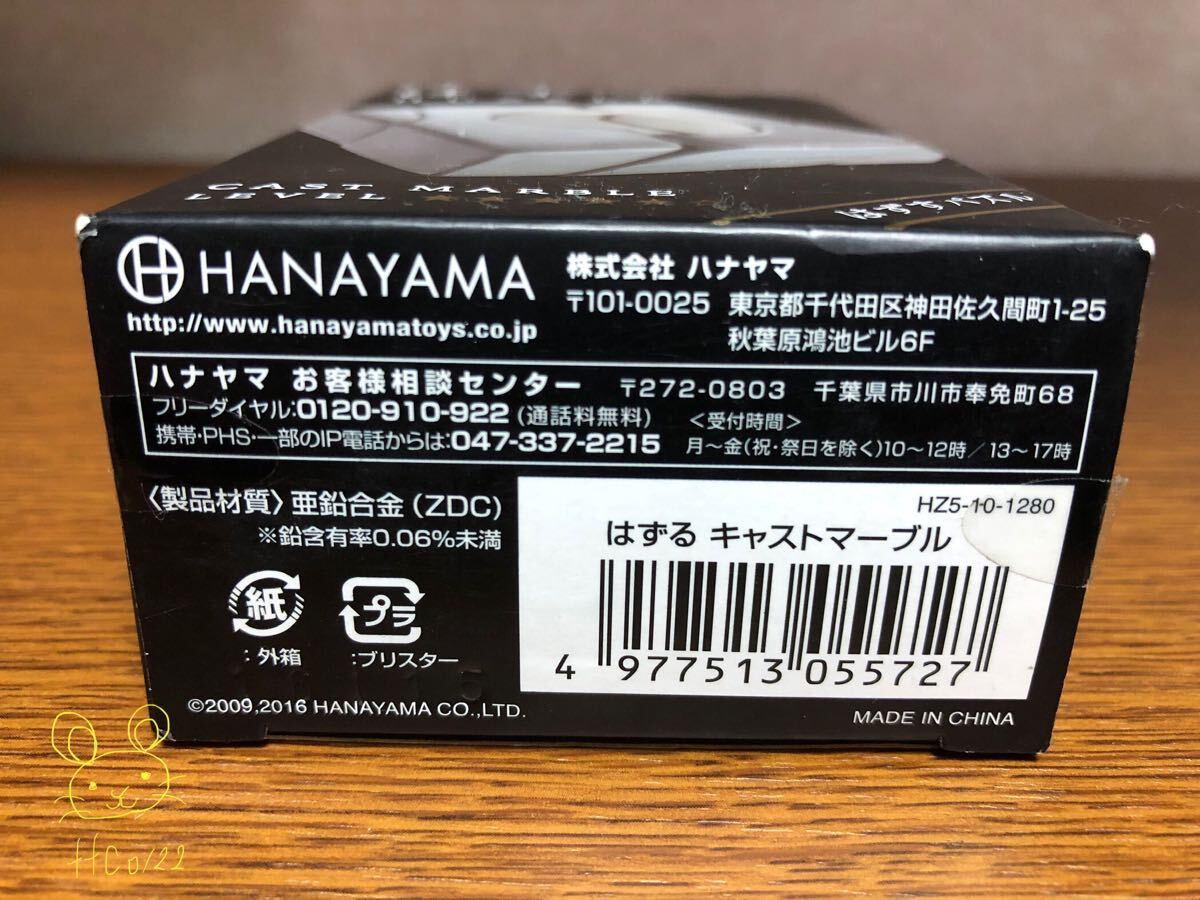 CAST MARBLE
LEVEL ★★★★★
はずすパズル
HANAYAMA
http://www.hanayamatoys.co.jp
株式会社 ハナヤマ
〒101-0025 東京都千代田区神田佐久間町1-25
秋葉原鴻池ビル6F
ハナヤマ お客様相談センター 〒272-0803 千葉県市川市奉免町68
フリーダイヤル:0120-910-922 (通話料無料) <受付時間>
携帯・PHS・一部のIP電話からは:047-337-2215 月~金(祝・祭日を除く)10~12時/13~17時
〈製品材質〉亜鉛合金(ZDC)
※鉛含有率0.06%未満
紙
:外箱
プラ
:ブリスター
HZ5-10-1280
はずる キャストマーブル
4 977513 055727
©2009,2016 HANAYAMA CO.,LTD.
MADE IN CHINA